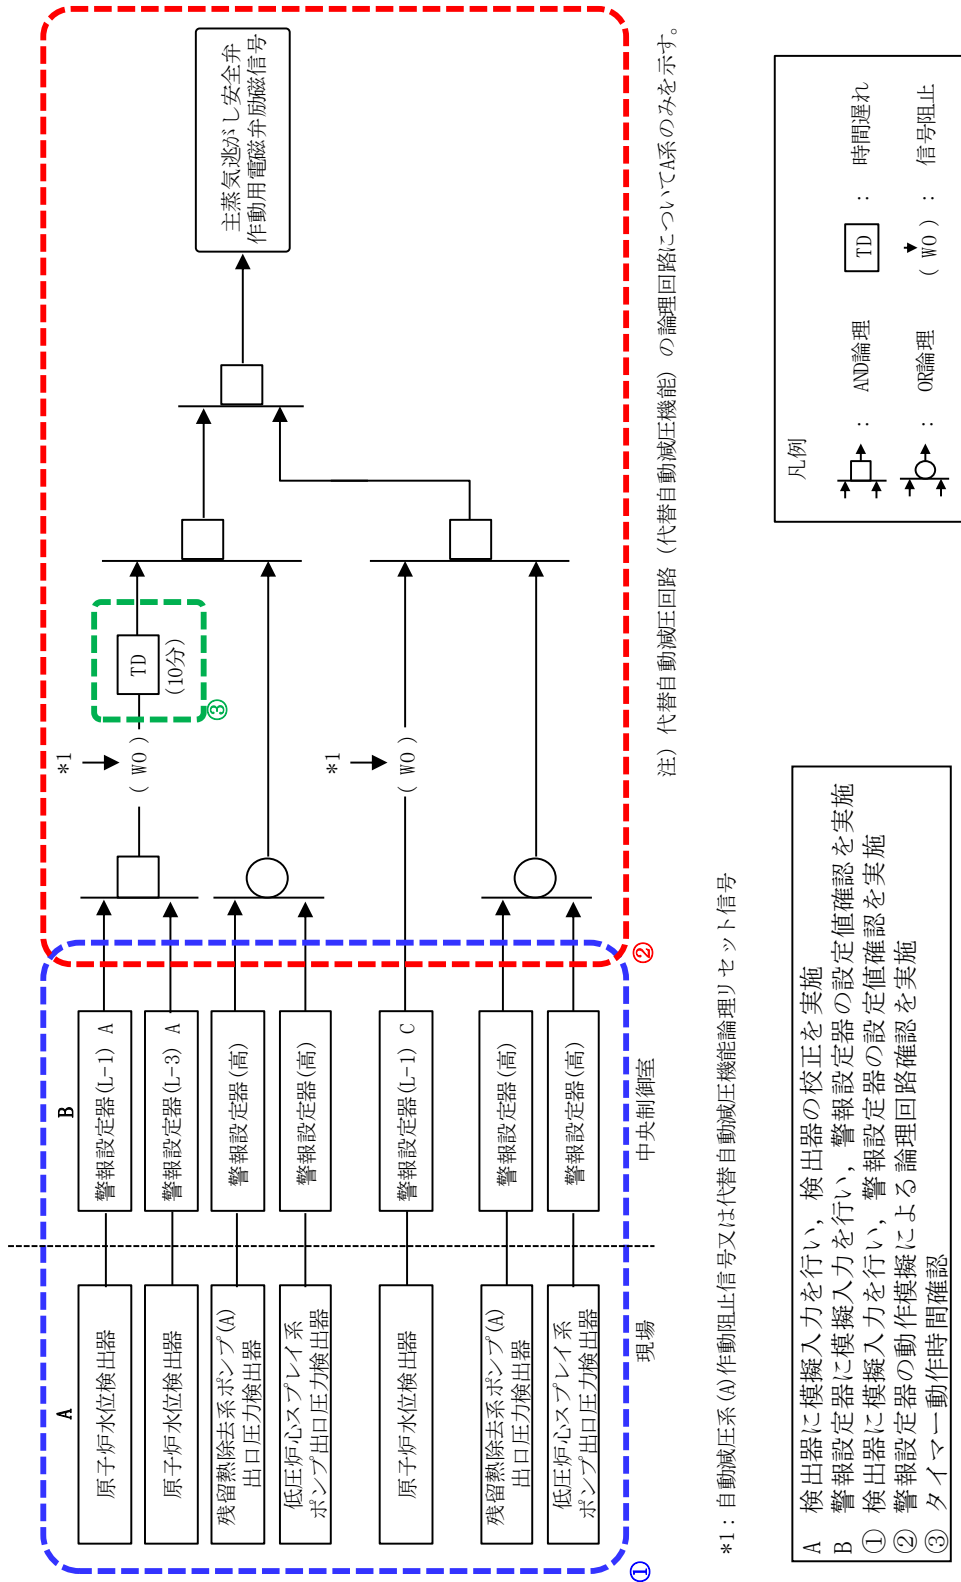 A
B
原子炉水位検出器
警報設定器(L-1) A
原子炉水位検出器
警報設定器(L-3) A
残留熱除去系ポンプ(A)
出口圧力検出器
警報設定器(高)
低圧炉心スプレイ系
ポンプ出口圧力検出器
警報設定器(高)
原子炉水位検出器
警報設定器(L-1) C
残留熱除去系ポンプ(A)
出口圧力検出器
警報設定器(高)
低圧炉心スプレイ系
ポンプ出口圧力検出器
警報設定器(高)
現場
中央制御室
①
②
*1
( WO )
③
TD
(10分)
*1
( WO )
主蒸気逃がし安全弁
作動用電磁弁励磁信号
注) 代替自動減圧回路 (代替自動減圧機能) の論理回路についてA系のみを示す。
*1: 自動減圧系(A)作動阻止信号又は代替自動減圧機能論理リセット信号
A 検出器に模擬入力を行い, 検出器の校正を実施
B 警報設定器に模擬入力を行い, 警報設定器の設定値確認を実施
① 検出器に模擬入力を行い, 警報設定器の設定値確認を実施
② 警報設定器の動作模擬による論理回路確認を実施
③ タイマー動作時間確認
凡例
: AND論理
TD : 時間遅れ
: OR論理
( WO ) : 信号阻止